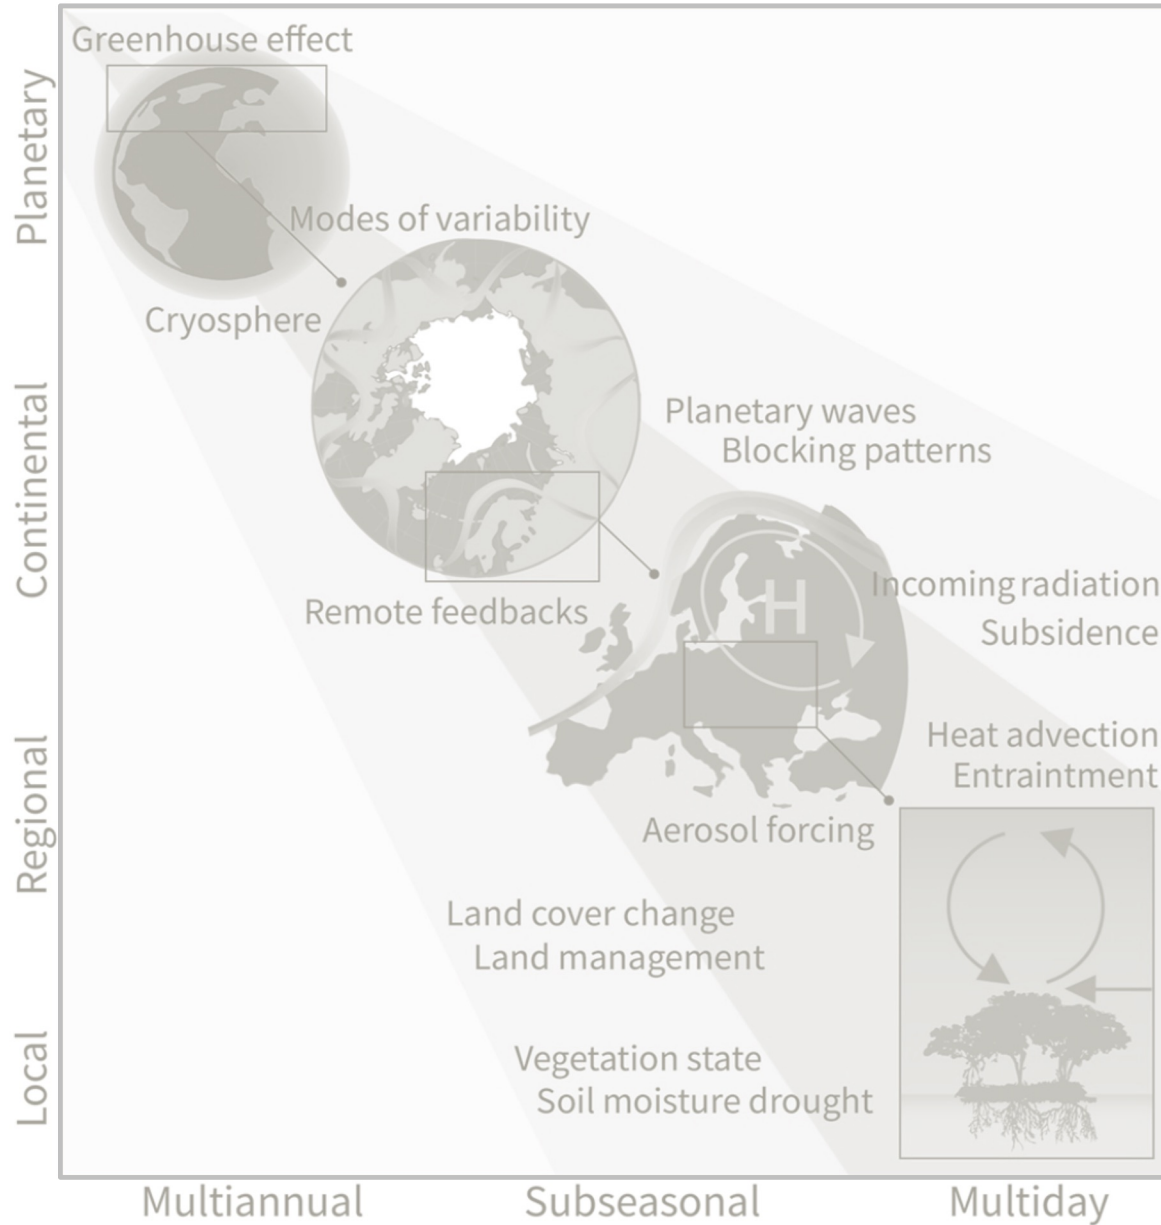 Greenhouse effect
Planetary
Modes of variability
Cryosphere
Continental
Planetary waves
Blocking patterns
H
Incoming radiation
Subsidence
Remote feedbacks
Regional
Heat advection
Entraintment
Aerosol forcing
Land cover change
Land management
Local
Vegetation state
Soil moisture drought
Multiannual
Subseasonal
Multiday